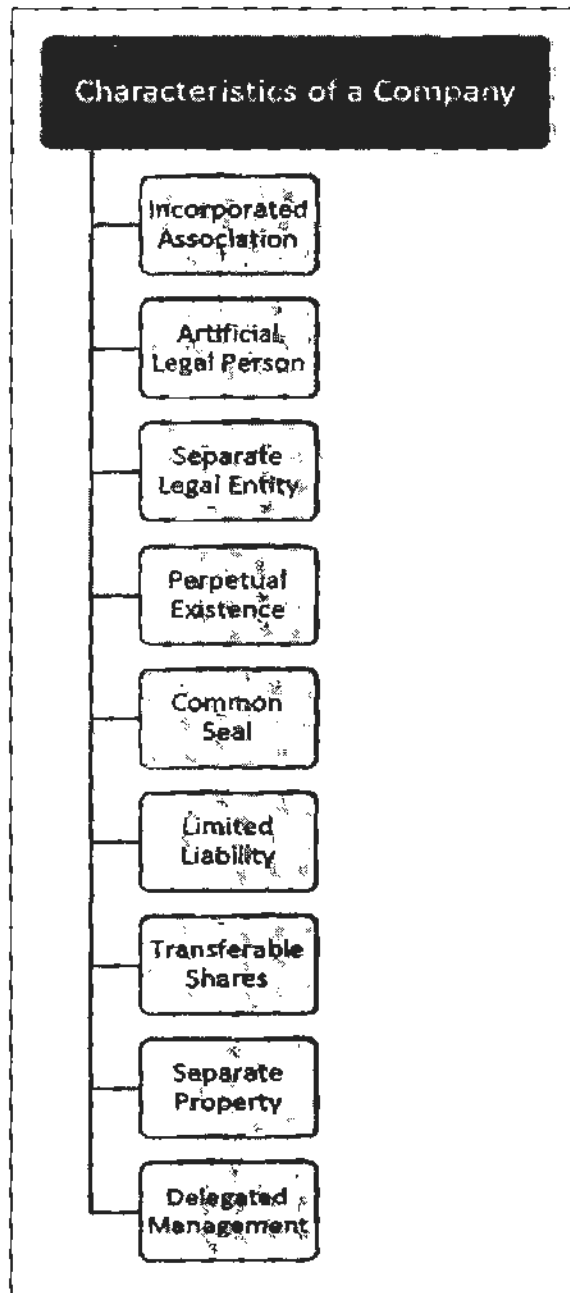 Characteristics of a Company
Incorporated
Association
Artificial
Legal Person
Separate
Legal Entity
Perpetual
Existence
Common
Seal
Limited
Liability
Transferable
Shares
Separate
Property
Delegated
Management